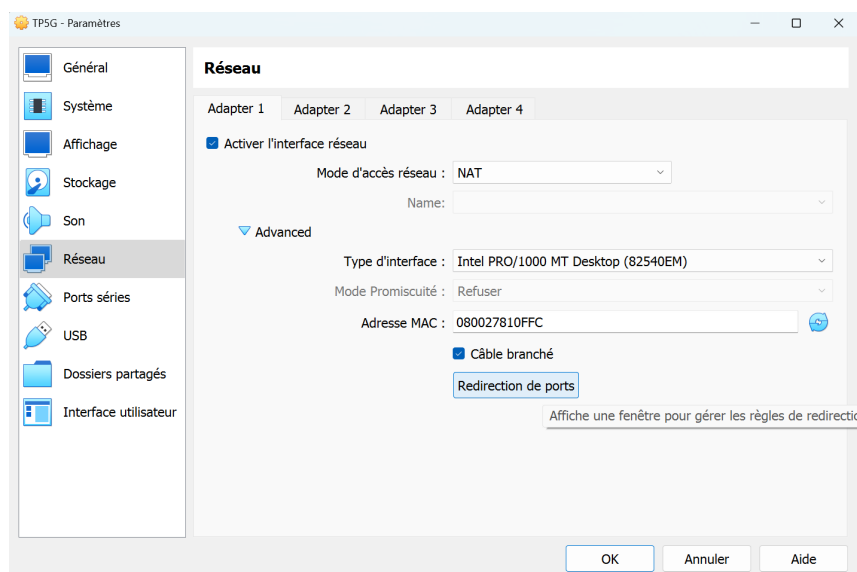 TP5G - Paramètres
Général
Système
Affichage
Stockage
Son
Réseau
Ports séries
USB
Dossiers partagés
Interface utilisateur
Réseau
Adapter 1 Adapter 2 Adapter 3 Adapter 4
Activer l'interface réseau
Mode d'accès réseau : NAT
Name:
Advanced
Type d'interface : Intel PRO/1000 MT Desktop (82540EM)
Mode Promiscuité : Refuser
Adresse MAC : 080027810FFC
Câble branché
Redirection de ports
Affiche une fenêtre pour gérer les règles de redirectio
OK Annuler Aide